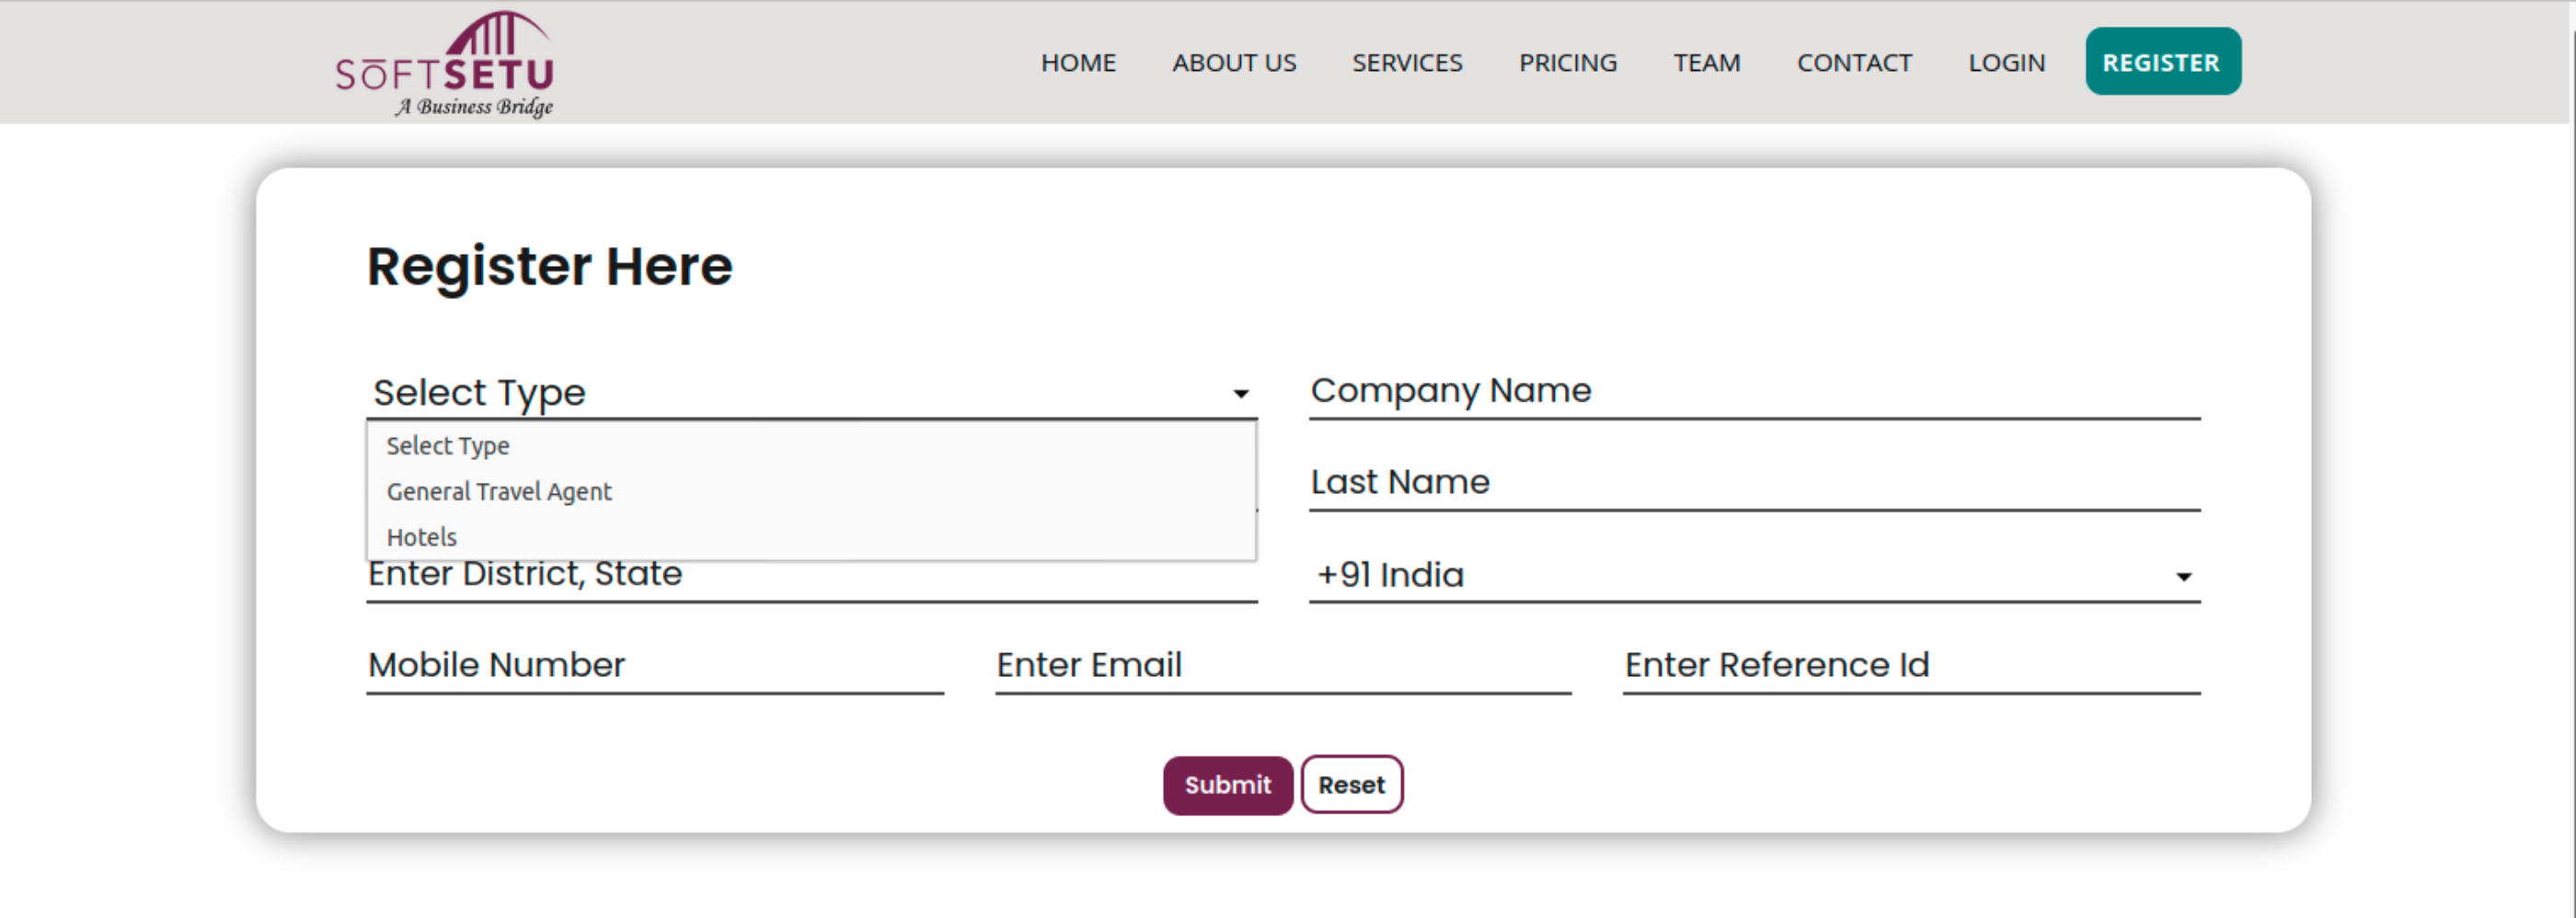 SŌFTSETU
A Business Bridge
HOME ABOUT US SERVICES PRICING TEAM CONTACT LOGIN REGISTER
Register Here
Select Type
Company Name
Select Type
General Travel Agent
Hotels
Last Name
Enter District, State
+91 India
Mobile Number
Enter Email
Enter Reference Id
Submit
Reset